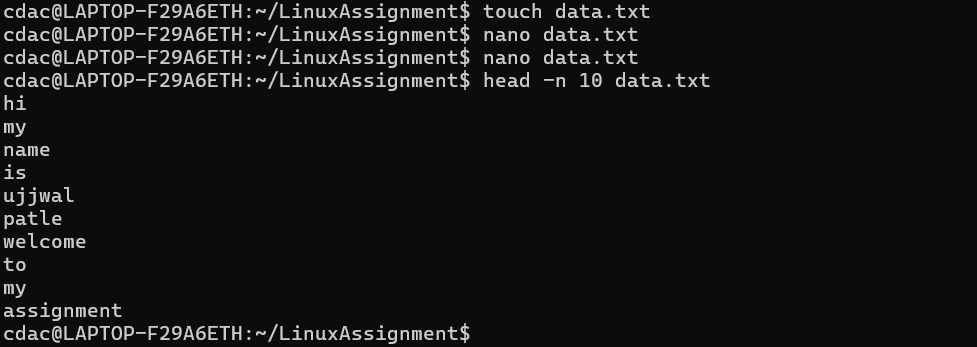 cdac@LAPTOP-F29A6ETH:~/LinuxAssignment$ touch data.txt
cdac@LAPTOP-F29A6ETH:~/LinuxAssignment$ nano data.txt
cdac@LAPTOP-F29A6ETH:~/LinuxAssignment$ nano data.txt
cdac@LAPTOP-F29A6ETH:~/LinuxAssignment$ head -n 10 data.txt
hi
my
name
is
ujjwal
patle
welcome
to
my
assignment
cdac@LAPTOP-F29A6ETH:~/LinuxAssignment$